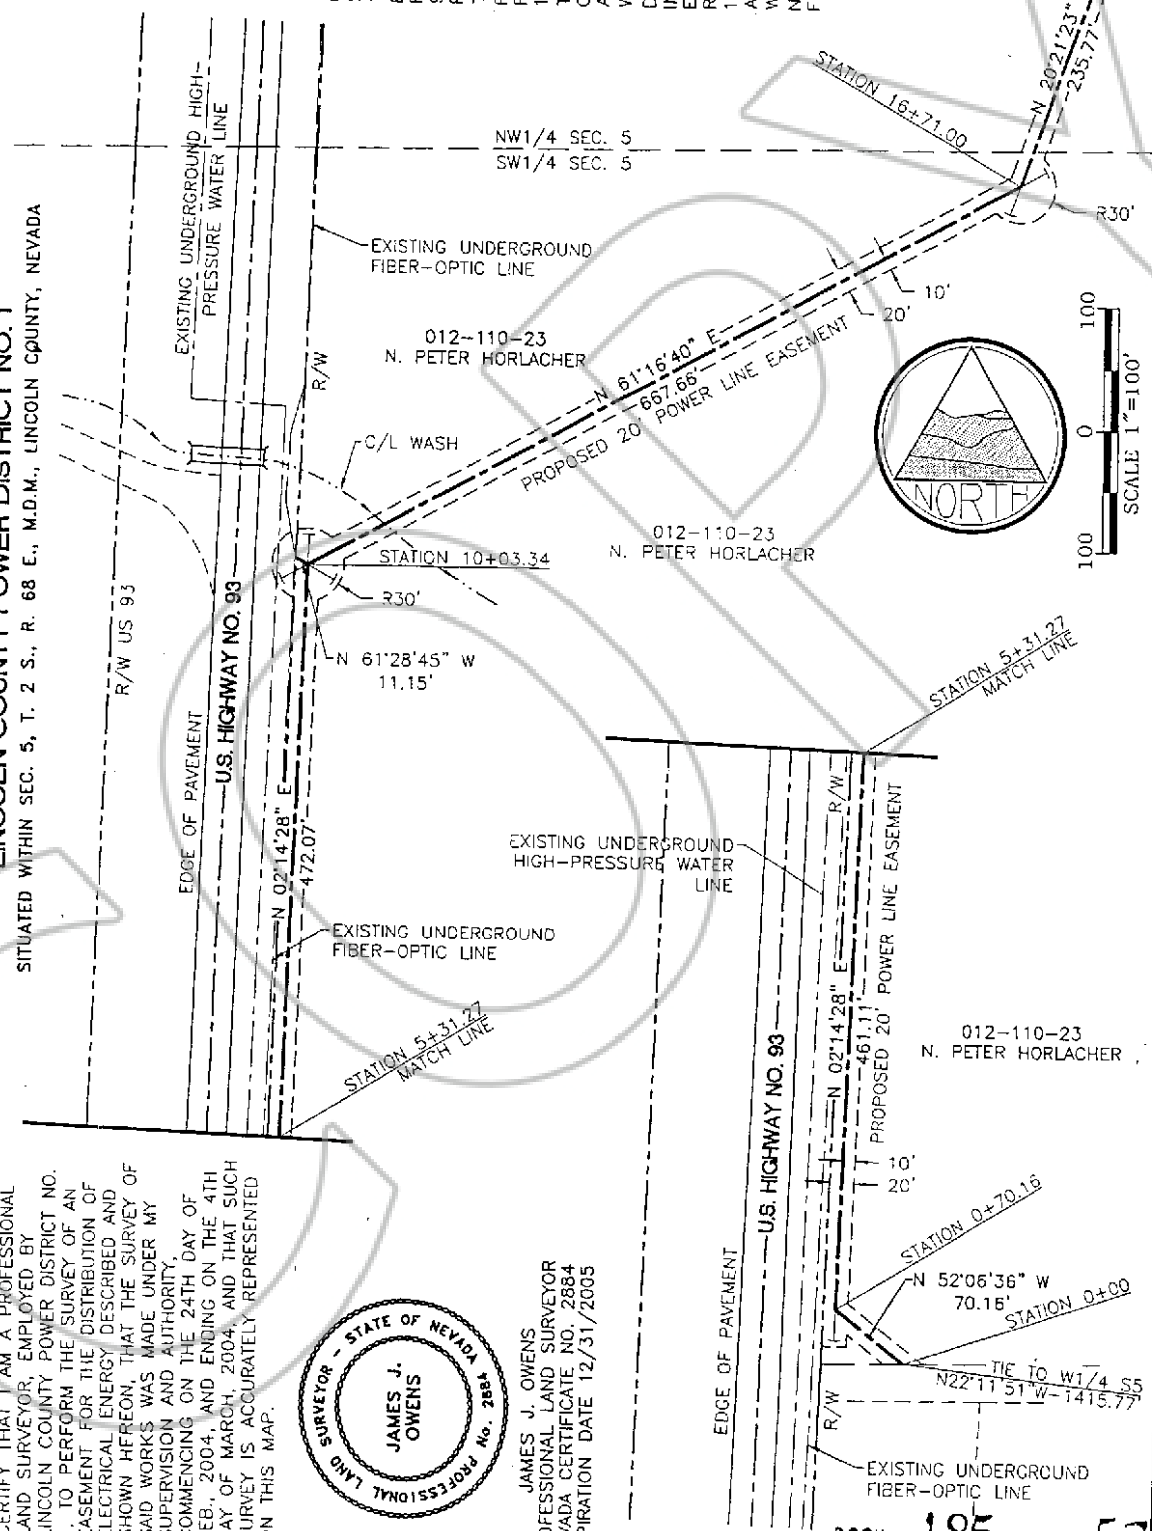 SITUATED WITHIN SEC. 5, T. 2 S., R. 68 E., M.D.M., LINCOLN COUNTY, NEVADA
R/W US 93
EXISTING UNDERGROUND HIGH-
PRESSURE WATER LINE
NW1/4 SEC. 5
SW1/4 SEC. 5
STATION 16+71.00
N 20°21'23"
235.77'
R30'
EXISTING UNDERGROUND
FIBER-OPTIC LINE
R/W
012-110-23
N. PETER HORLACHER
N 61°16'40" E
667.66'
PROPOSED 20' POWER LINE EASEMENT
10'
20'
C/L WASH
NORTH
100 0 100
SCALE 1"=100'
012-110-23
N. PETER HORLACHER
STATION 10+03.34
R30'
N 61°28'45" W
11.15'
EDGE OF PAVEMENT
U.S. HIGHWAY NO. 93
N 02°14'28" E
472.07'
EXISTING UNDERGROUND
FIBER-OPTIC LINE
STATION 5+31.27
MATCH LINE
STATION 5+31.27
MATCH LINE
EXISTING UNDERGROUND
HIGH-PRESSURE WATER
LINE
R/W
U.S. HIGHWAY NO. 93
N 02°14'28" E
461.11'
PROPOSED 20' POWER LINE EASEMENT
012-110-23
N. PETER HORLACHER
10'
20'
STATION 0+70.16
N 52°06'36" W
70.16'
STATION 0+00
TIE TO W1/4 S5
N22°11'51"W-1415.77'
EDGE OF PAVEMENT
R/W
EXISTING UNDERGROUND
FIBER-OPTIC LINE
CERTIFY THAT I AM A PROFESSIONAL
LAND SURVEYOR, EMPLOYED BY
LINCOLN COUNTY POWER DISTRICT NO.
TO PERFORM THE SURVEY OF AN
EASEMENT FOR THE DISTRIBUTION OF
ELECTRICAL ENERGY DESCRIBED AND
SHOWN HEREON, THAT THE SURVEY OF
SAID WORKS WAS MADE UNDER MY
SUPERVISION AND AUTHORITY,
COMMENCING ON THE 24TH DAY OF
FEB., 2004, AND ENDING ON THE 4TH
DAY OF MARCH, 2004, AND THAT SUCH
SURVEY IS ACCURATELY REPRESENTED
ON THIS MAP.
PROFESSIONAL LAND SURVEYOR - STATE OF NEVADA
No. 2884
JAMES J.
OWENS
JAMES J. OWENS
OFESSIONAL LAND SURVEYOR
VADA CERTIFICATE NO. 2884
PIRATION DATE 12/31/2005